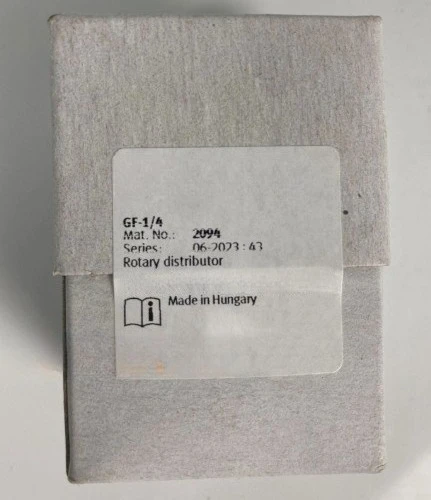 GF-1/4
Mat. No.: 2094
Series: 06-2023 : 43
Rotary distributor
Made in Hungary